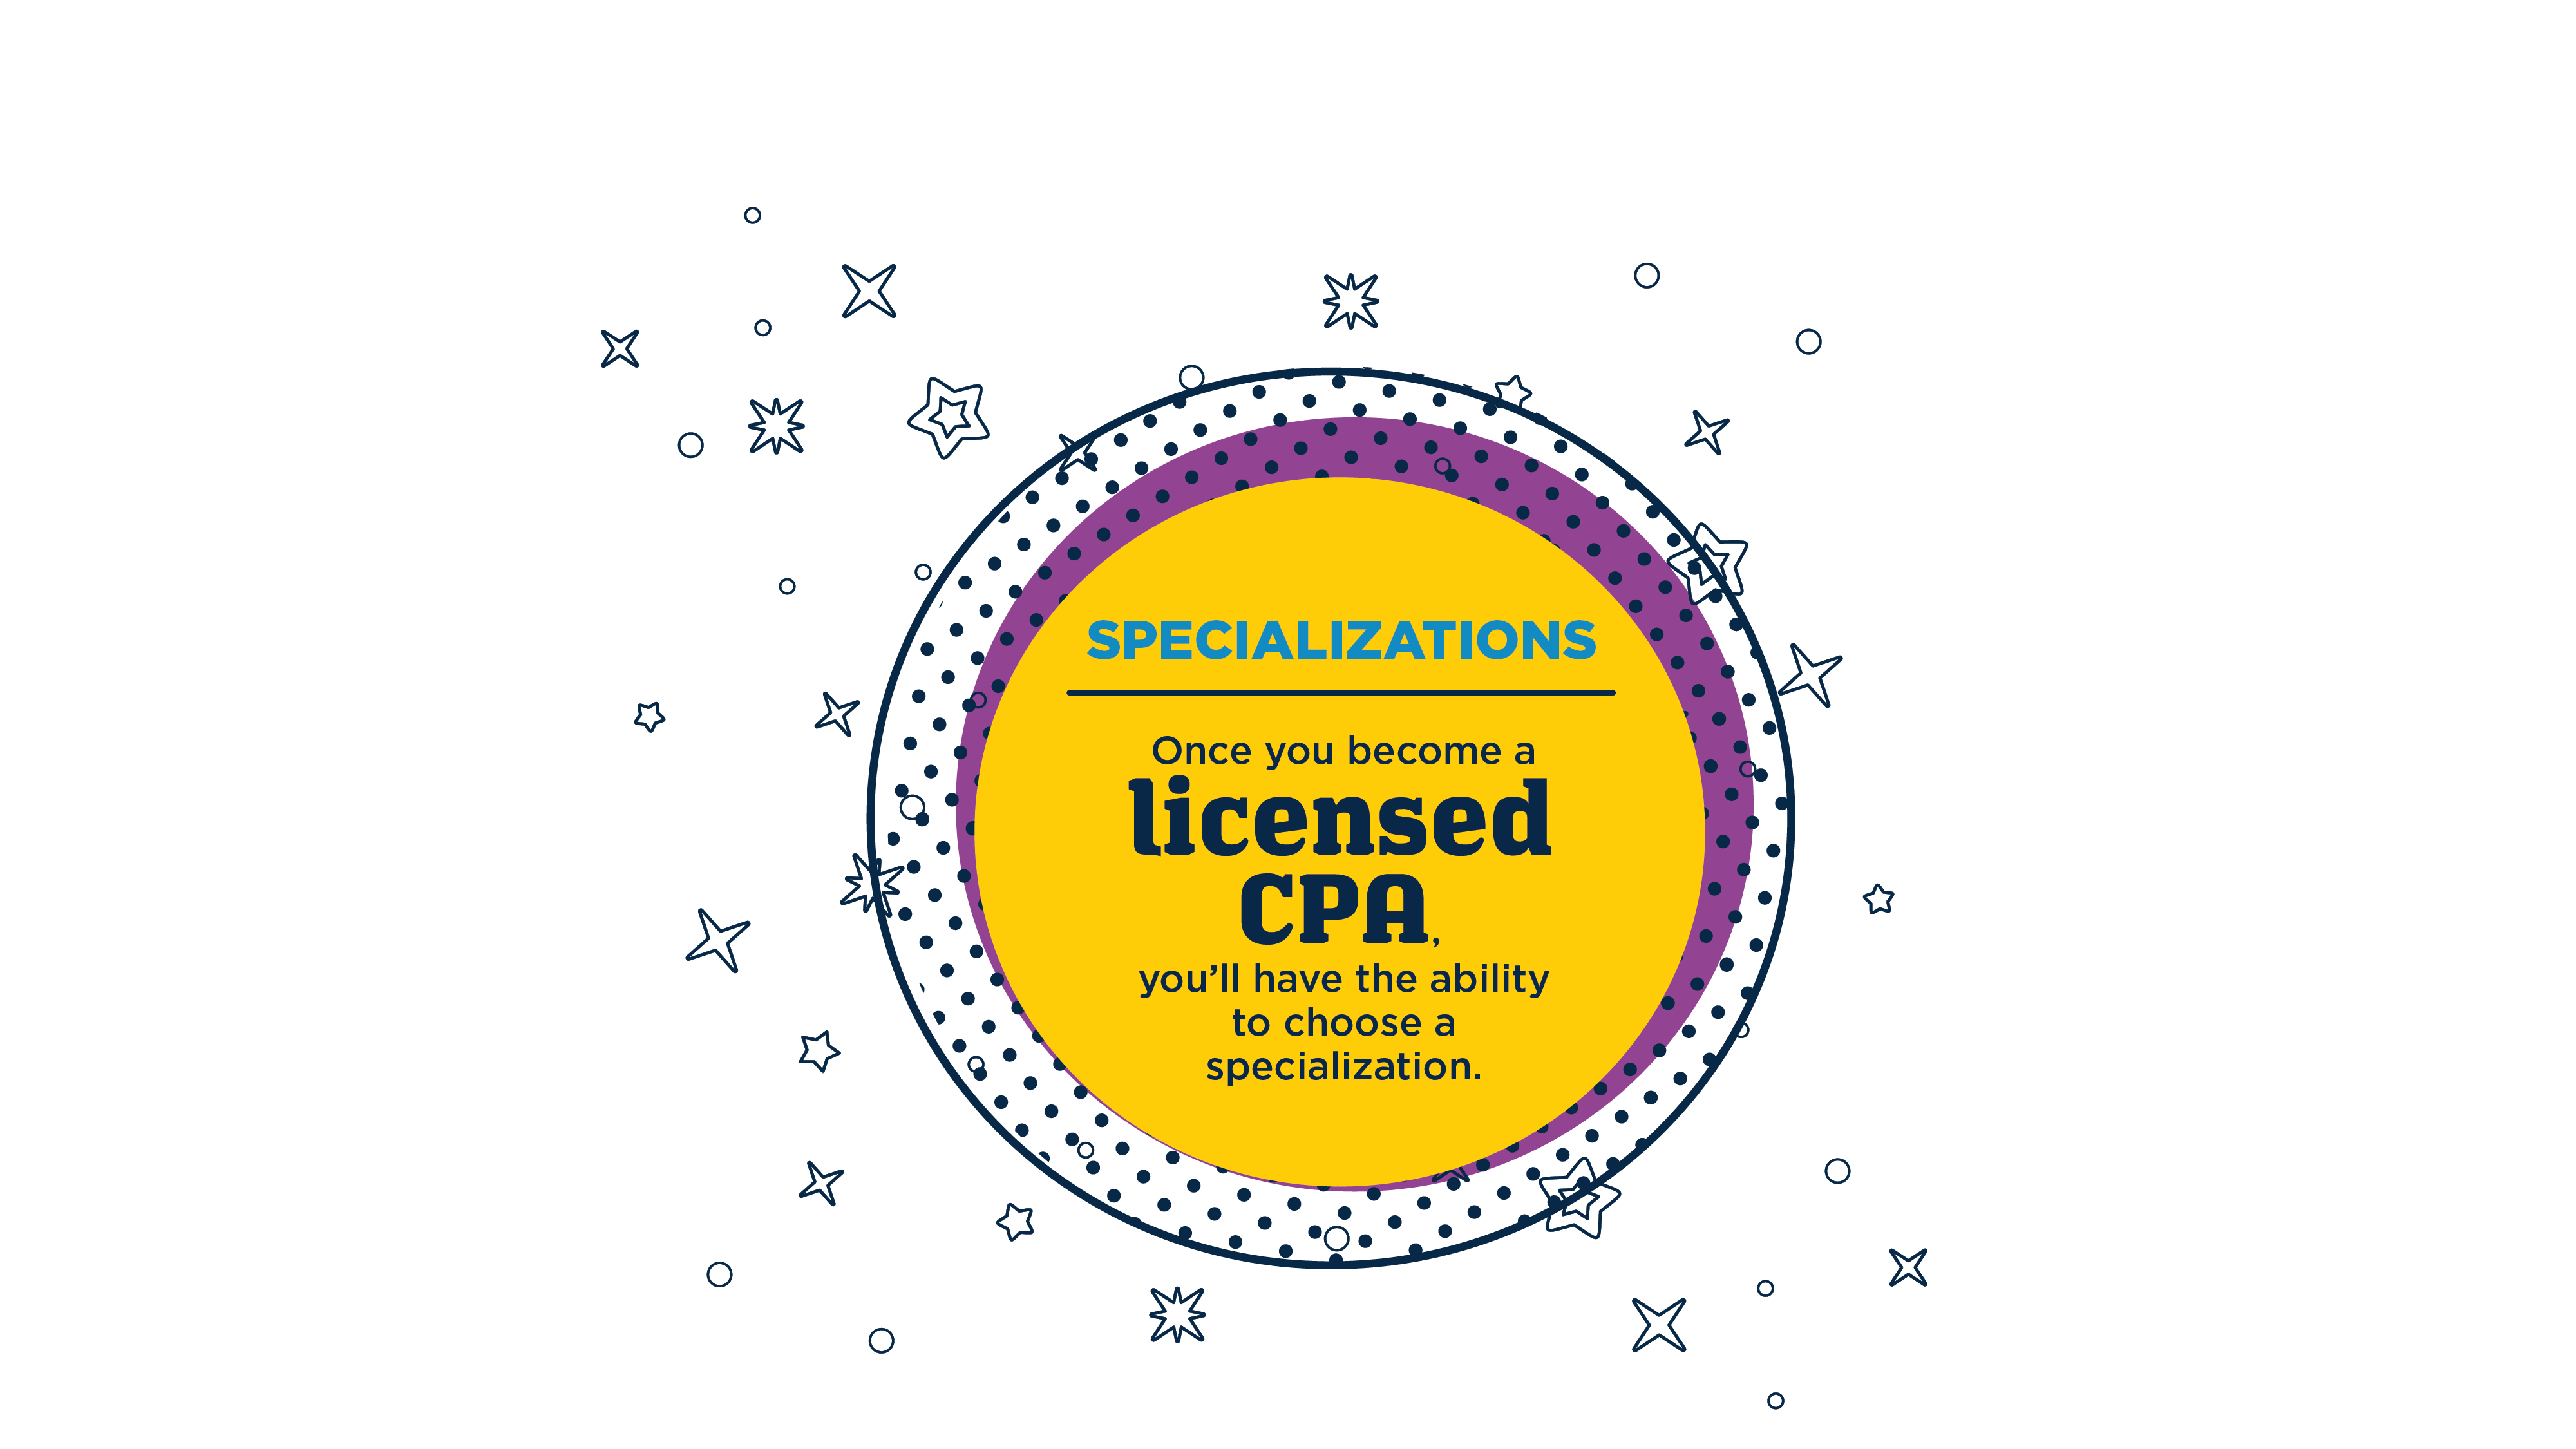 SPECIALIZATIONS
Once you become a
licensed
CPA,
you’ll have the ability
to choose a
specialization.